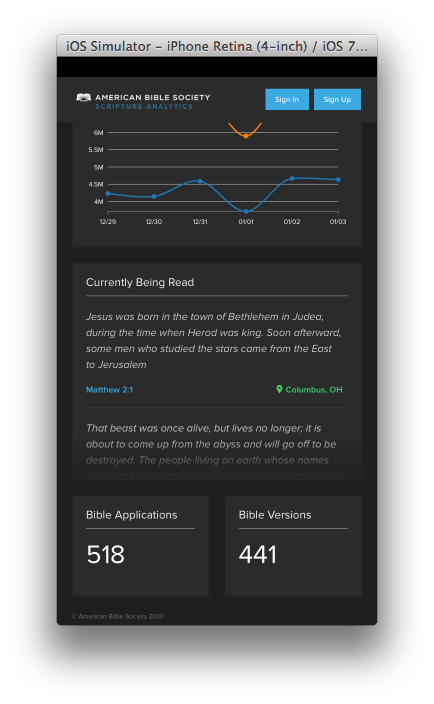 iOS Simulator – iPhone Retina (4-inch) / iOS 7...
AMERICAN BIBLE SOCIETY
SCRIPTURE ANALYTICS
Sign In
Sign Up
6M
5.5M
5M
4.5M
4M
12/29 12/30 12/31 01/01 01/02 01/03
Currently Being Read
Jesus was born in the town of Bethlehem in Judea,
during the time when Herod was king. Soon afterward,
some men who studied the stars came from the East
to Jerusalem
Matthew 2:1
Columbus, OH
That beast was once alive, but lives no longer; it is
about to come up from the abyss and will go off to be
destroyed. The people living on earth whose names
Bible Applications
518
Bible Versions
441
© American Bible Society 2013